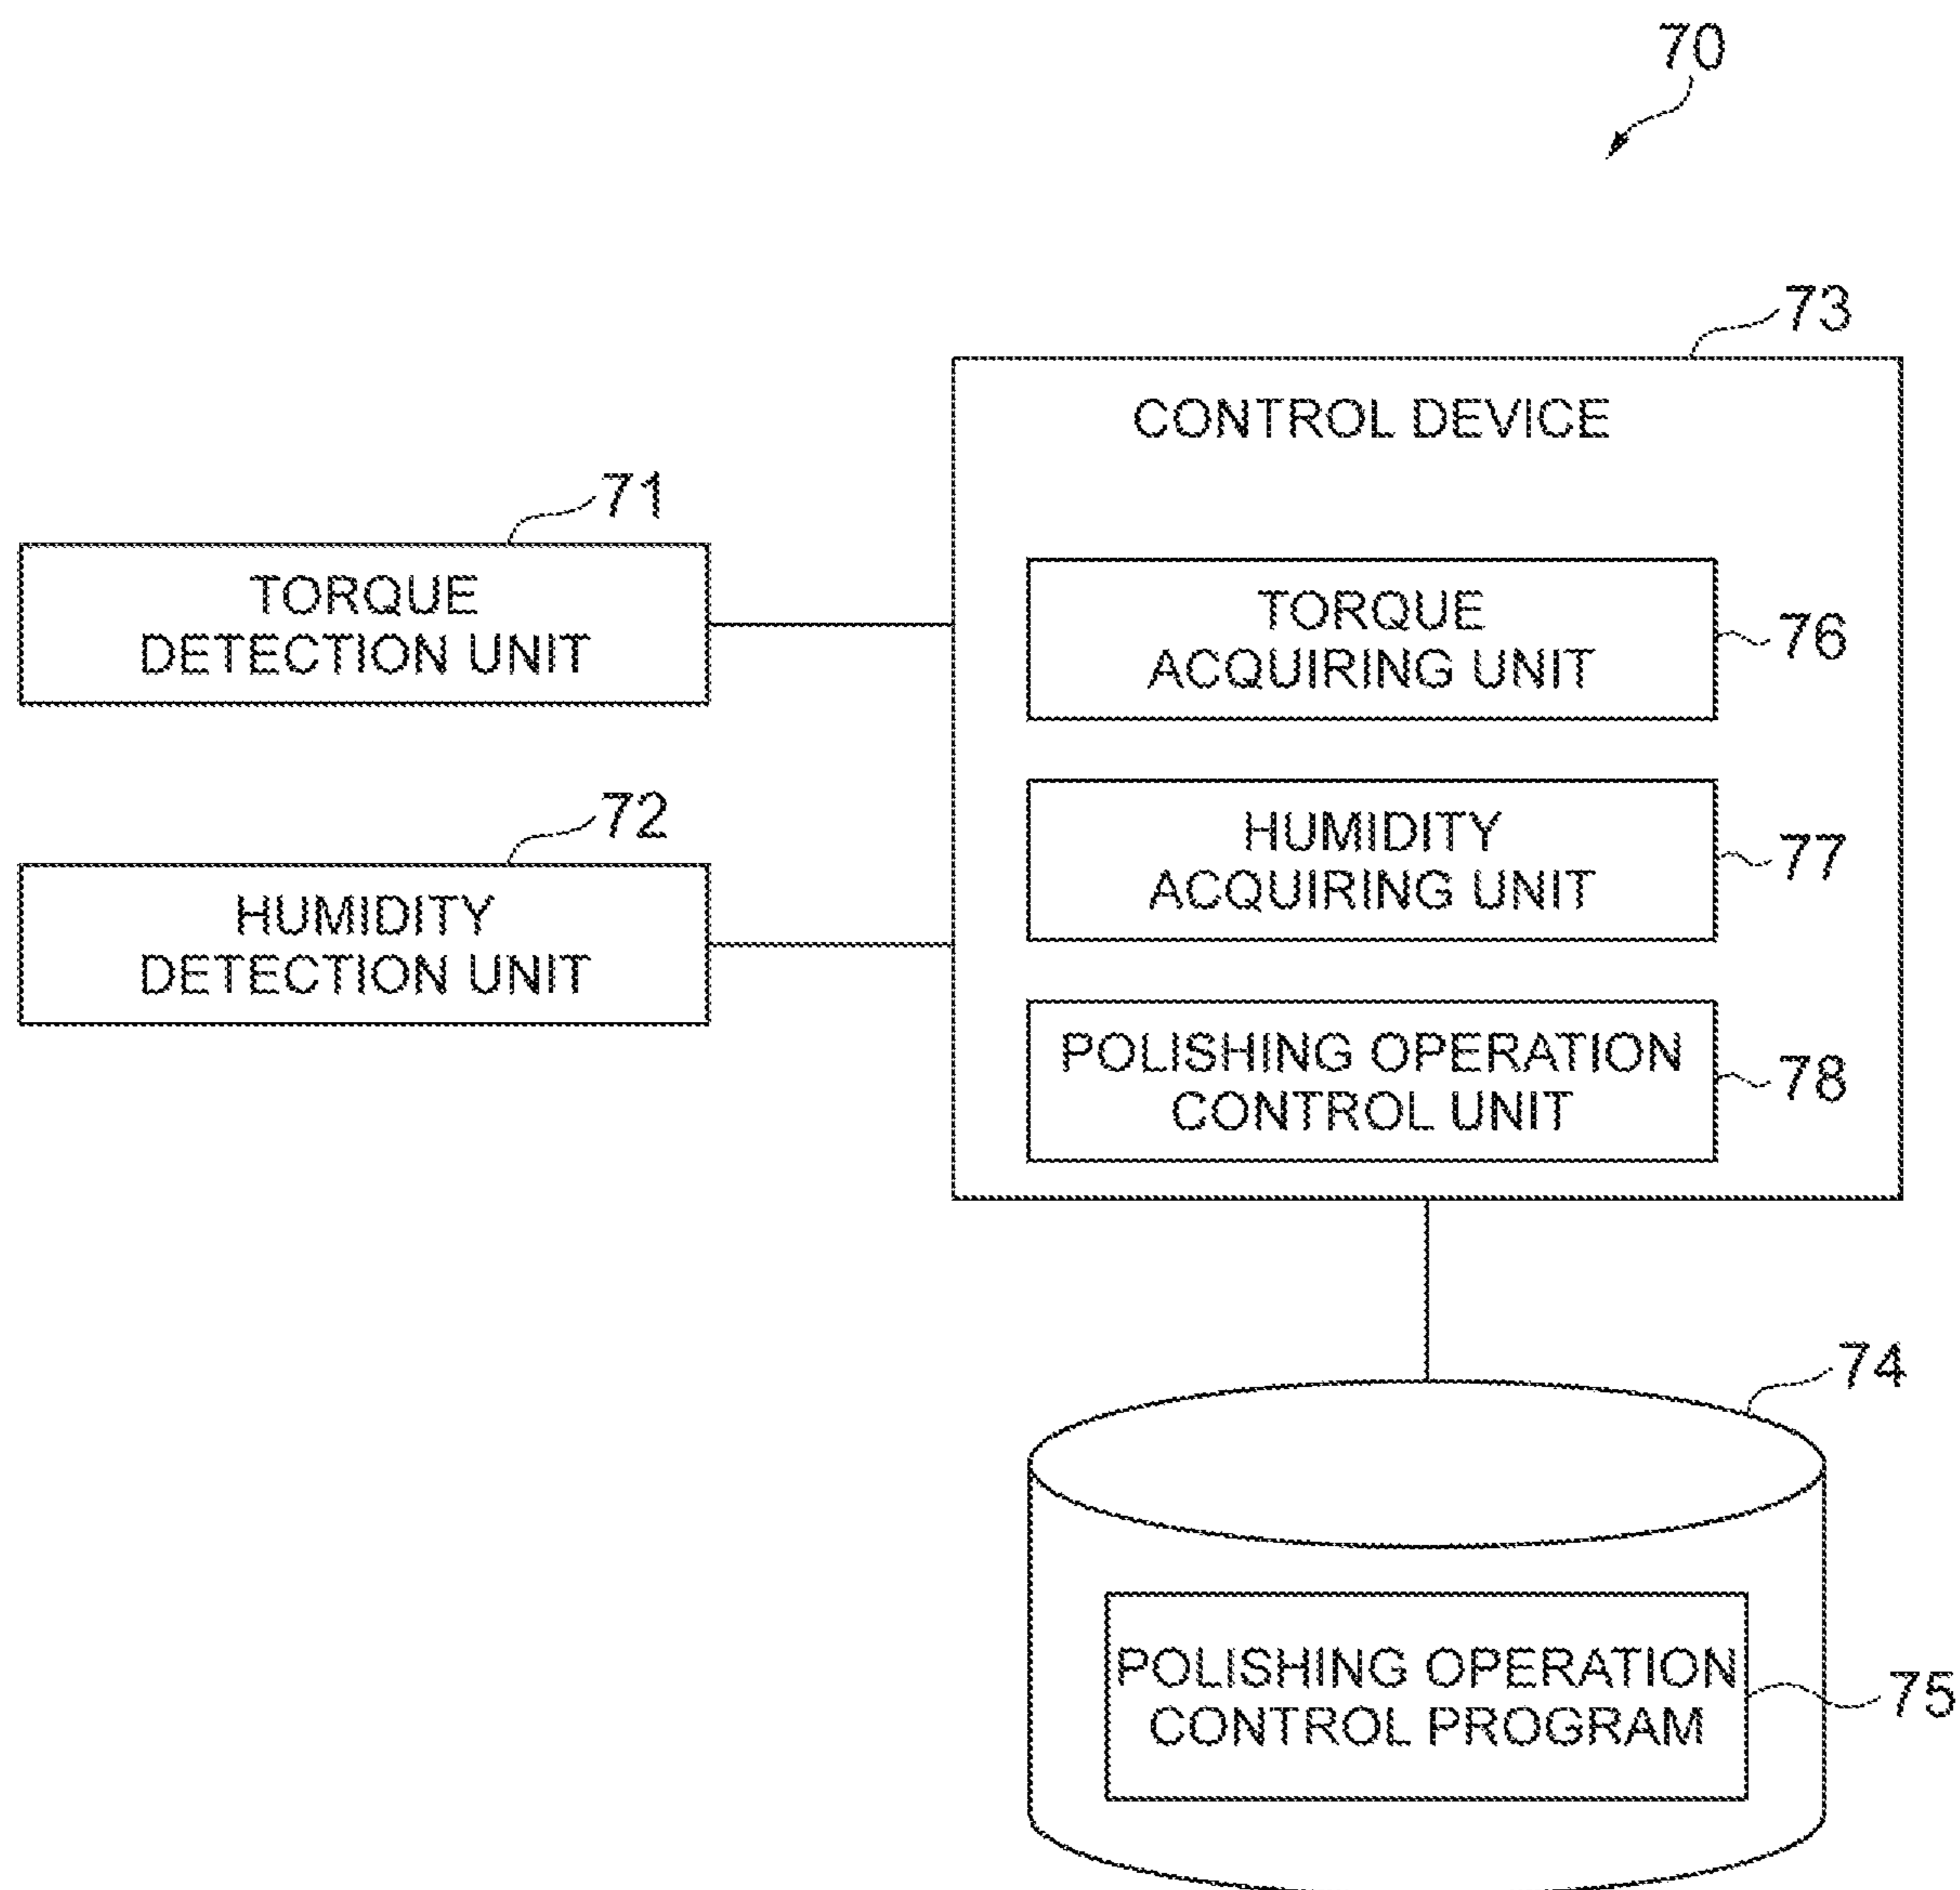 70
73
CONTROL DEVICE
71
TORQUE
DETECTION UNIT
TORQUE
ACQUIRING UNIT
76
72
HUMIDITY
DETECTION UNIT
HUMIDITY
ACQUIRING UNIT
77
POLISHING OPERATION
CONTROL UNIT
78
74
POLISHING OPERATION
CONTROL PROGRAM
75